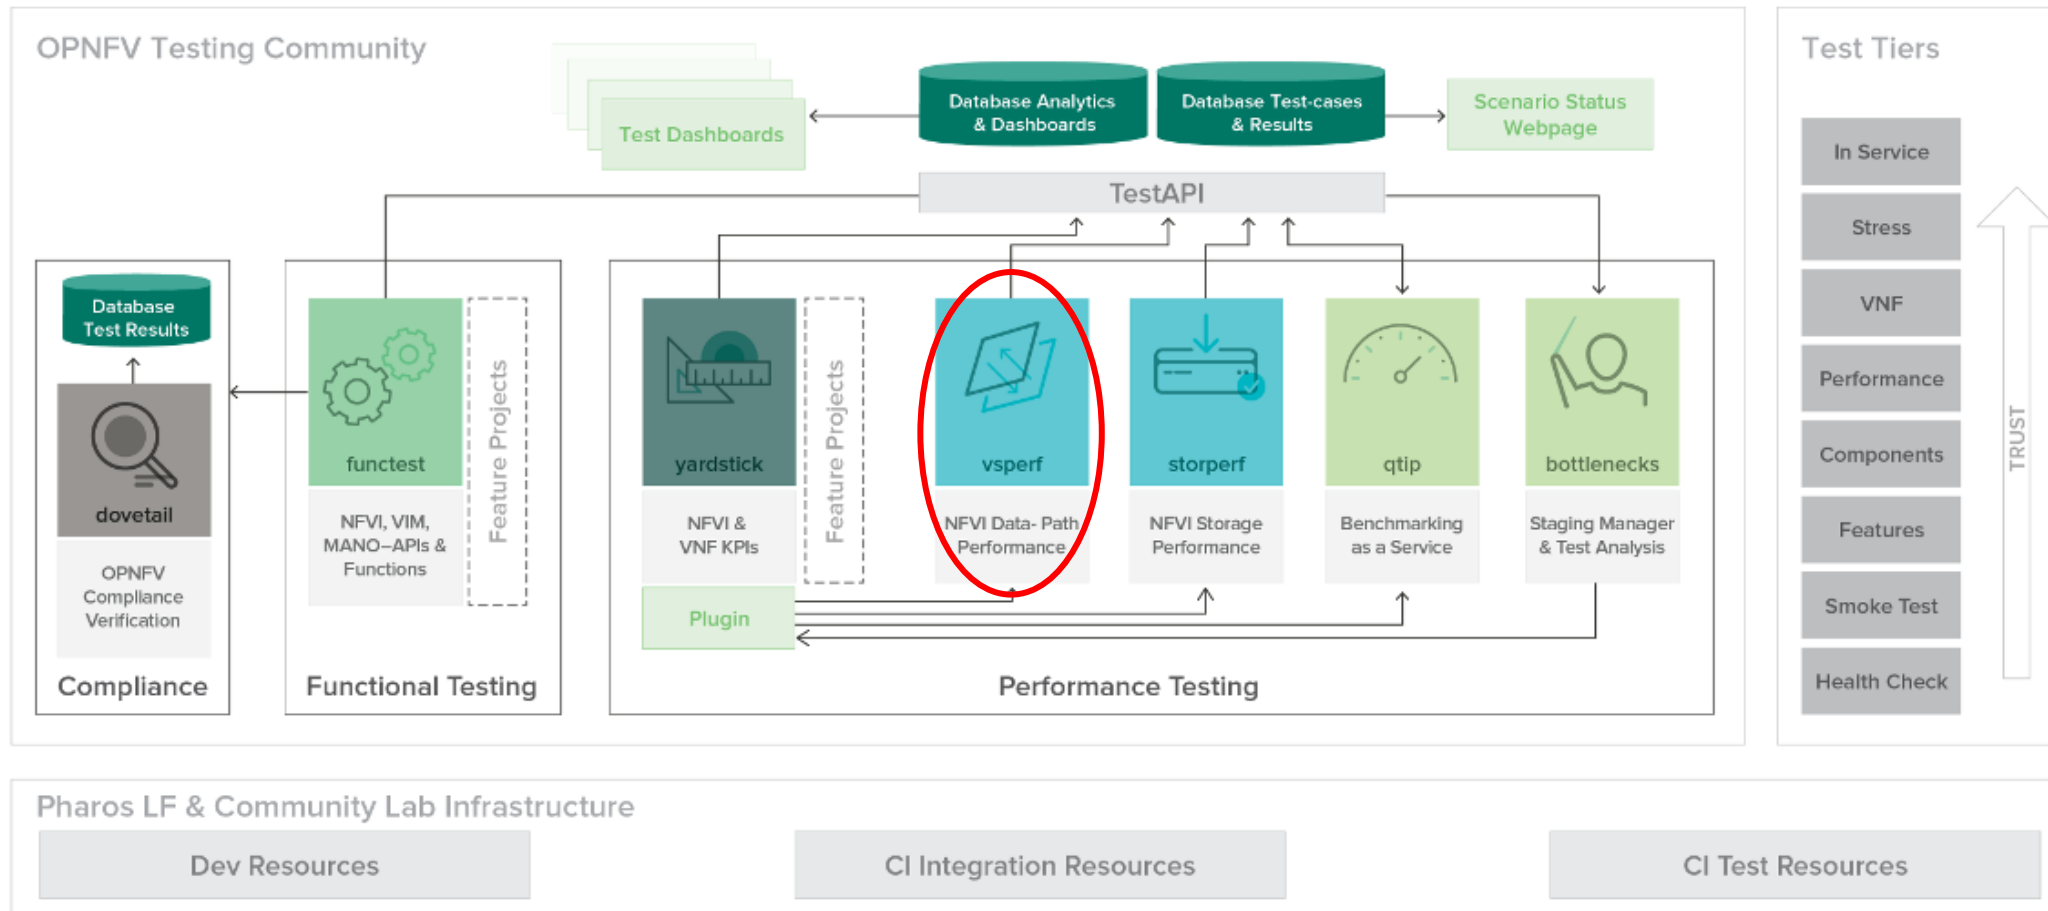 OPNFV Testing Community
Test Dashboards
Database Analytics
& Dashboards
Database Test-cases
& Results
Scenario Status
Webpage
TestAPI
Database
Test Results
dovetail
OPNFV
Compliance
Verification
Compliance
functest
NFVI, VIM,
MANO–APIs &
Functions
Feature Projects
Functional Testing
yardstick
NFVI &
VNF KPIs
Plugin
Feature Projects
vsperf
NFVI Data- Path
Performance
storperf
NFVI Storage
Performance
qtip
Benchmarking
as a Service
bottlenecks
Staging Manager
& Test Analysis
Performance Testing
Test Tiers
In Service
Stress
VNF
Performance
Components
Features
Smoke Test
Health Check
TRUST
Pharos LF & Community Lab Infrastructure
Dev Resources
CI Integration Resources
CI Test Resources